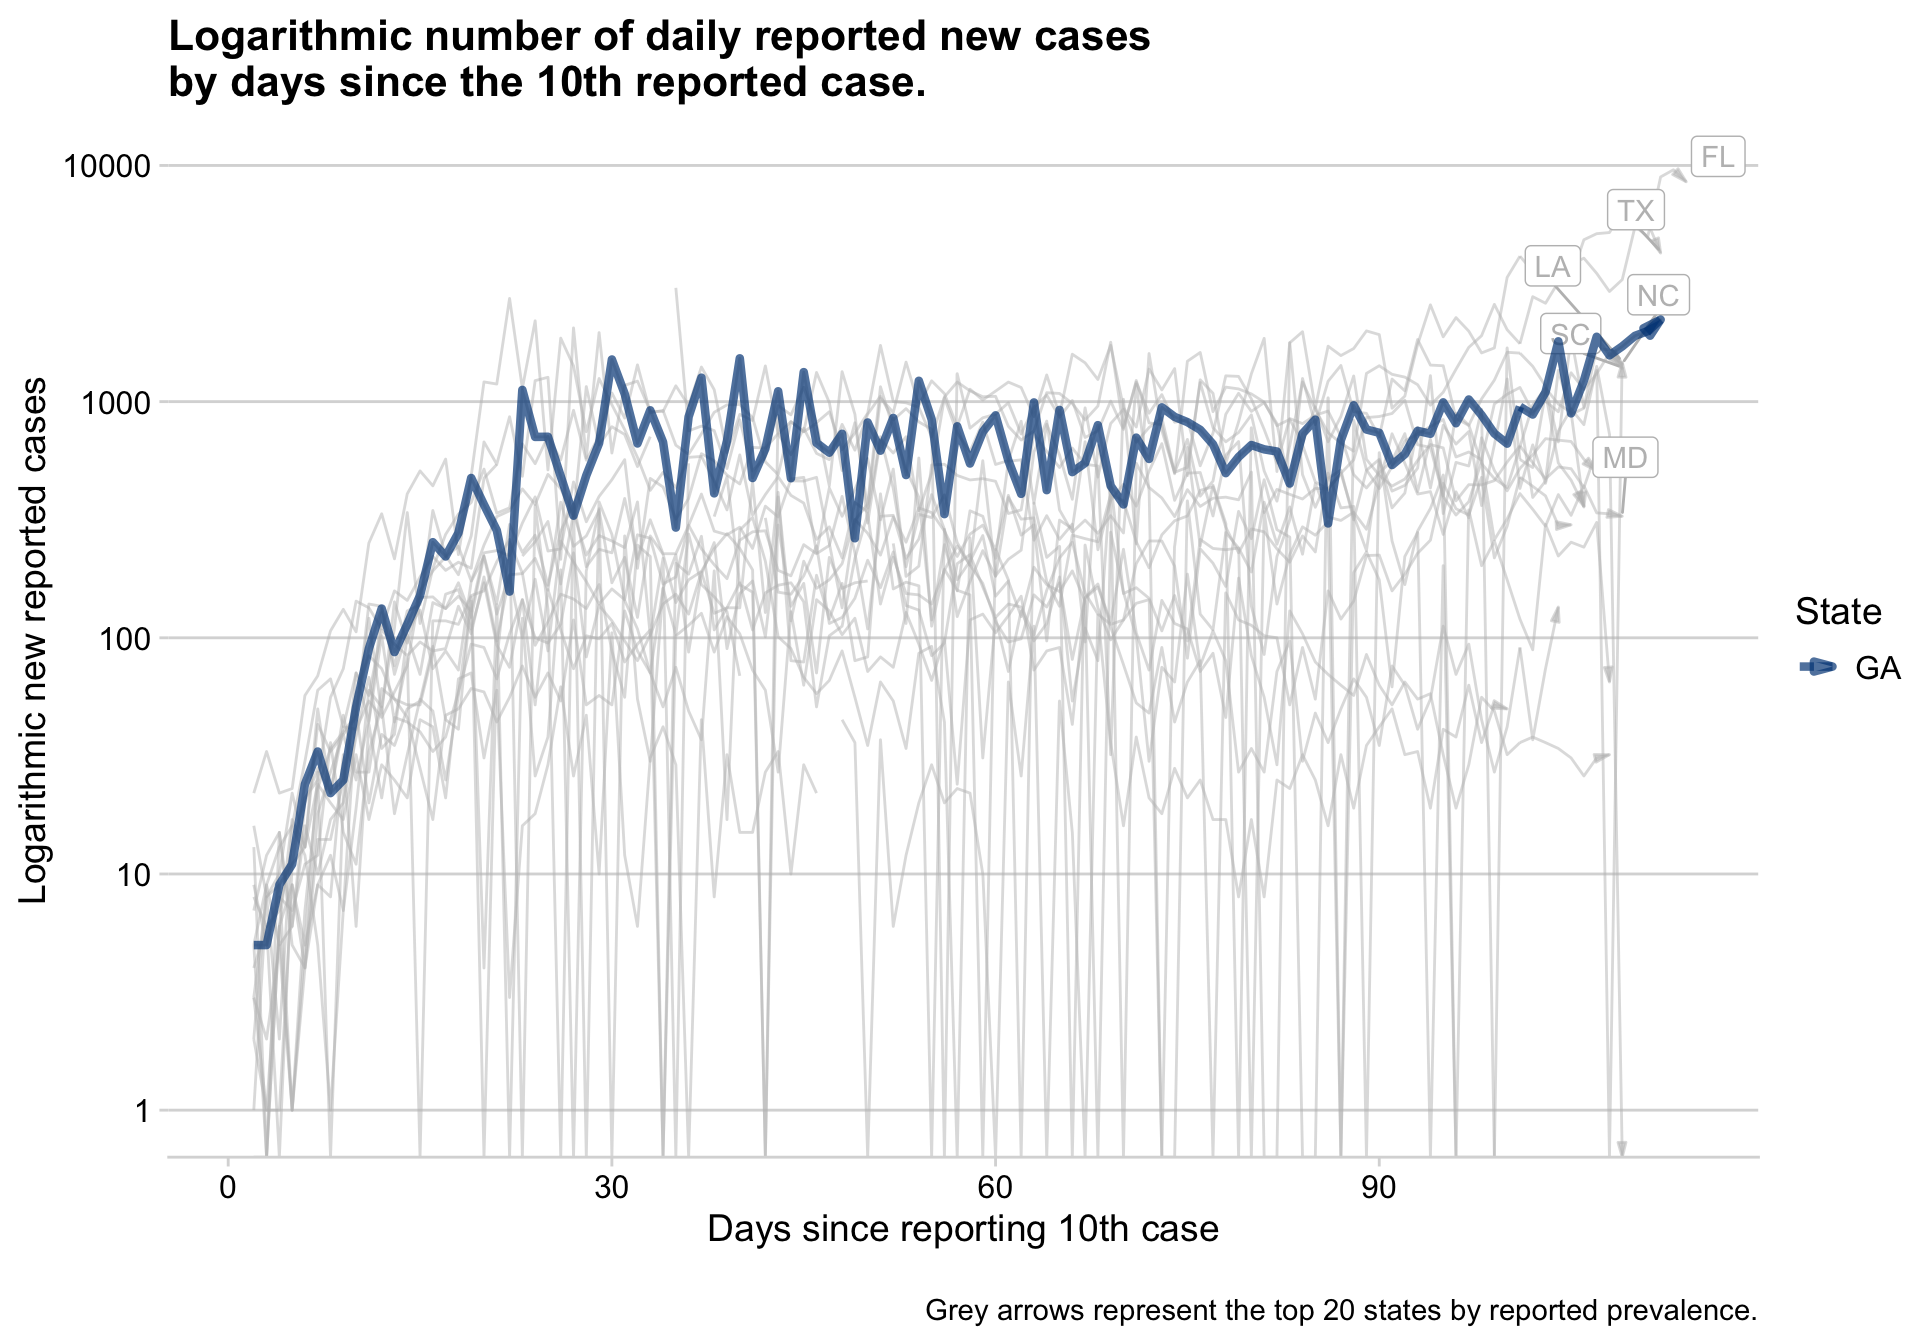 Logarithmic number of daily reported new cases
by days since the 10th reported case.
Logarithmic new reported cases
10000
1000
100
10
1
FL
TX
LA
NC
SC
MD
State
GA
0
30
60
90
Days since reporting 10th case
Grey arrows represent the top 20 states by reported prevalence.